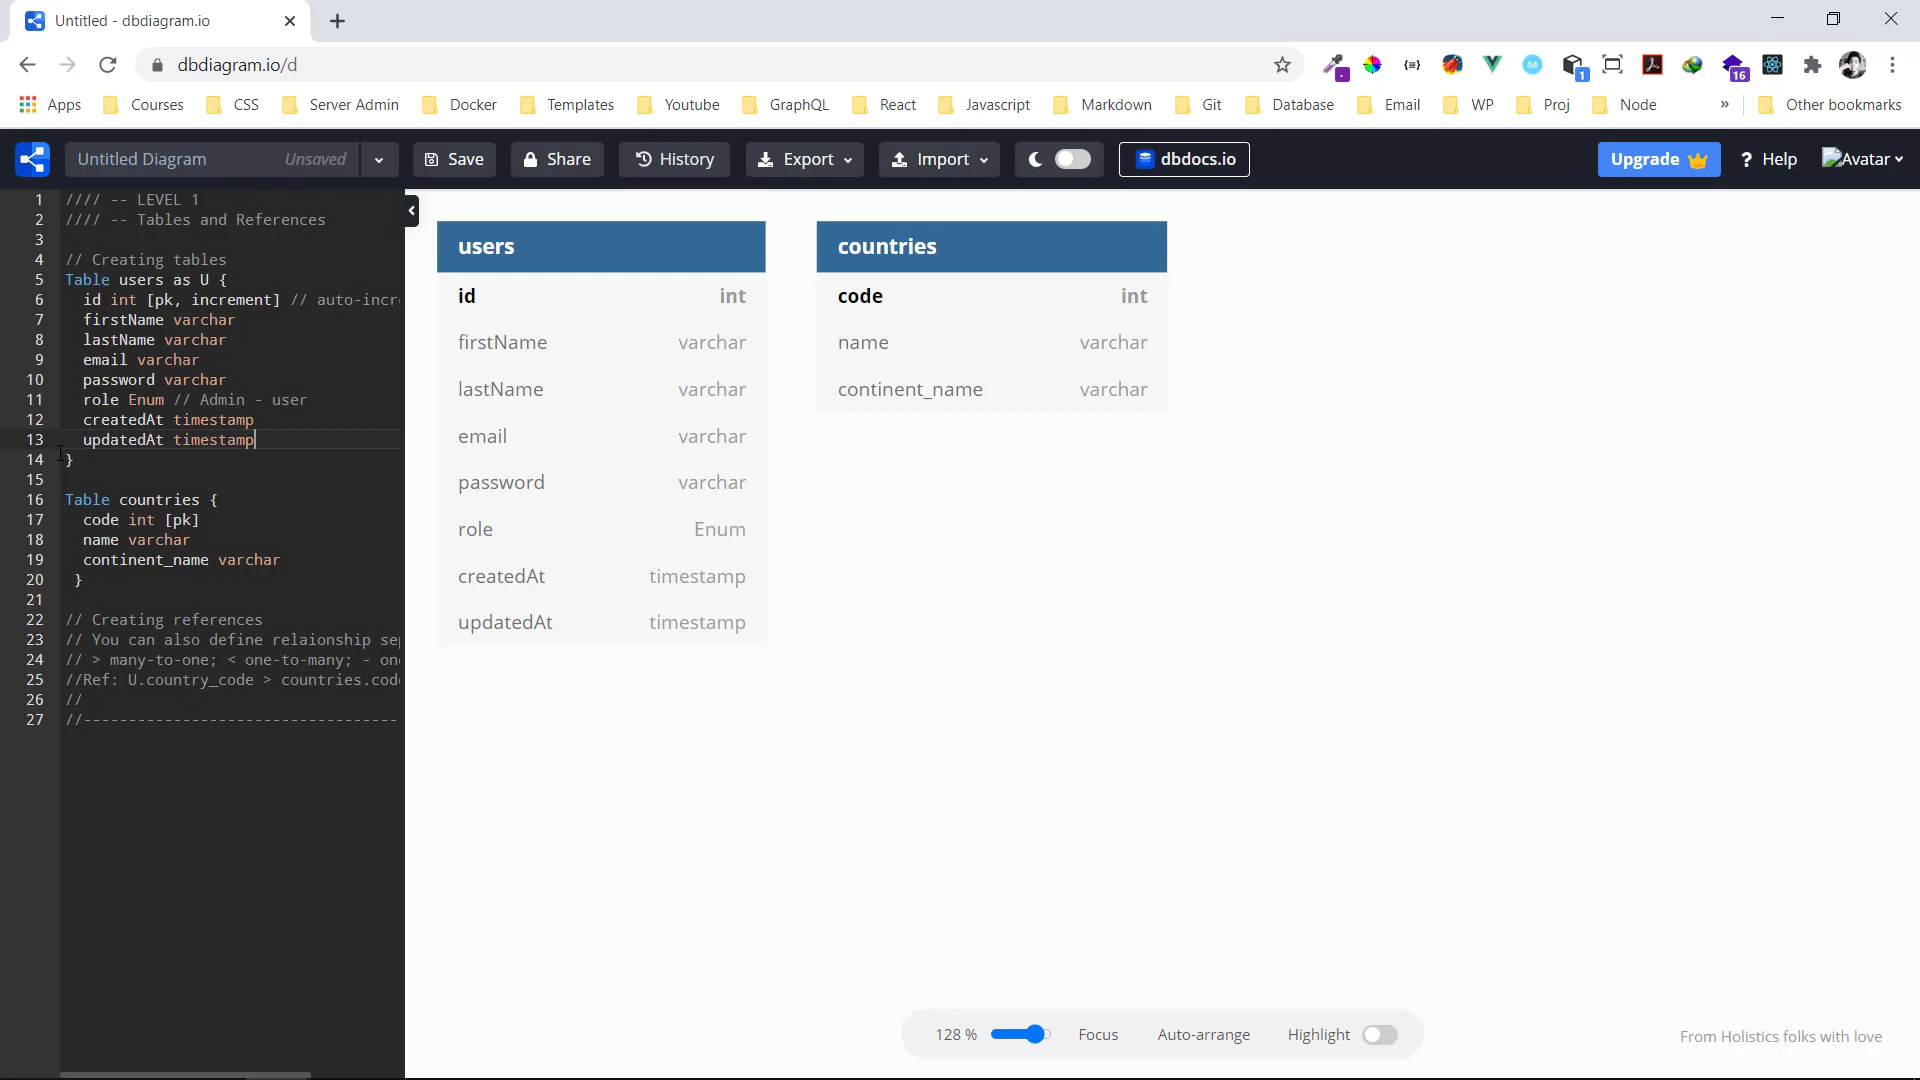 Untitled - dbdiagram.io
dbdiagram.io/d
16
1
Apps Courses CSS Server Admin Docker Templates Youtube GraphQL React Javascript Markdown Git Database Email WP Proj Node » Other bookmarks
Untitled Diagram Unsaved Save Share History Export Import dbdocs.io Upgrade ? Help Avatar
1 //// -- LEVEL 1
2 //// -- Tables and References
3
4 // Creating tables
5 Table users as U {
6 id int [pk, increment] // auto-incr
7 firstName varchar
8 lastName varchar
9 email varchar
10 password varchar
11 role Enum // Admin - user
12 createdAt timestamp
13 updatedAt timestamp
14 }
15
16 Table countries {
17 code int [pk]
18 name varchar
19 continent_name varchar
20 }
21
22 // Creating references
23 // You can also define relaionship sep
24 // > many-to-one; < one-to-many; - on
25 //Ref: U.country_code > countries.cod
26 //
27 //-----------------------------------
users
id int
firstName varchar
lastName varchar
email varchar
password varchar
role Enum
createdAt timestamp
updatedAt timestamp
countries
code int
name varchar
continent_name varchar
128 % Focus Auto-arrange Highlight
From Holistics folks with love